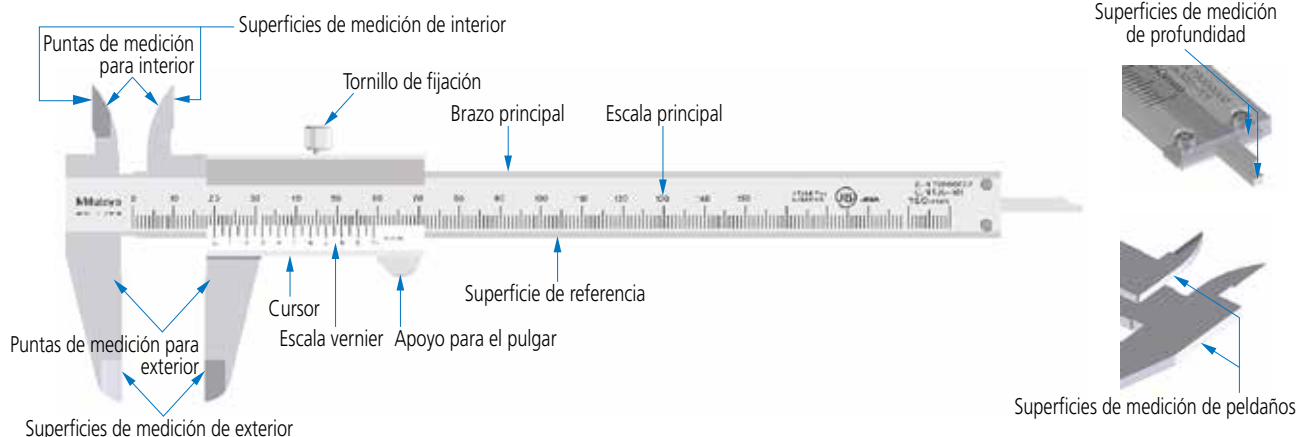 Superficies de medición de interior
Puntas de medición
para interior
Tornillo de fijación
Brazo principal
Escala principal
Superficies de medición
de profundidad
Mitutoyo
0 10 20 30 40 50 60 70 80 90 100 110 120 130 140 150
Superficie de referencia
Cursor
Escala vernier
Apoyo para el pulgar
Puntas de medición para
exterior
Superficies de medición de exterior
Superficies de medición de peldaños